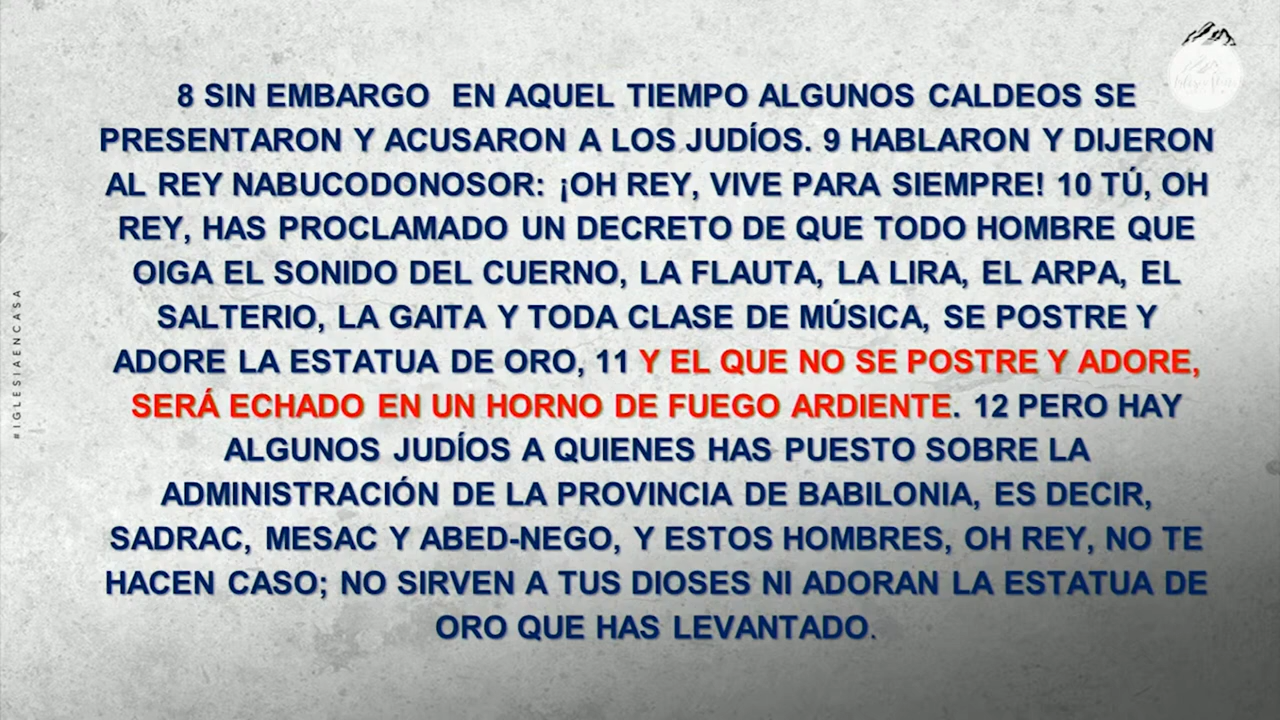 8 SIN EMBARGO  EN AQUEL TIEMPO ALGUNOS CALDEOS SE
PRESENTARON Y ACUSARON A LOS JUDÍOS. 9 HABLARON Y DIJERON
AL REY NABUCODONOSOR: ¡OH REY, VIVE PARA SIEMPRE! 10 TÚ, OH
REY, HAS PROCLAMADO UN DECRETO DE QUE TODO HOMBRE QUE
OIGA EL SONIDO DEL CUERNO, LA FLAUTA, LA LIRA, EL ARPA, EL
SALTERIO, LA GAITA Y TODA CLASE DE MÚSICA, SE POSTRE Y
ADORE LA ESTATUA DE ORO, 11 Y EL QUE NO SE POSTRE Y ADORE,
SERÁ ECHADO EN UN HORNO DE FUEGO ARDIENTE. 12 PERO HAY
ALGUNOS JUDÍOS A QUIENES HAS PUESTO SOBRE LA
ADMINISTRACIÓN DE LA PROVINCIA DE BABILONIA, ES DECIR,
SADRAC, MESAC Y ABED-NEGO, Y ESTOS HOMBRES, OH REY, NO TE
HACEN CASO; NO SIRVEN A TUS DIOSES NI ADORAN LA ESTATUA DE
ORO QUE HAS LEVANTADO.
#IGLESIAENCASA